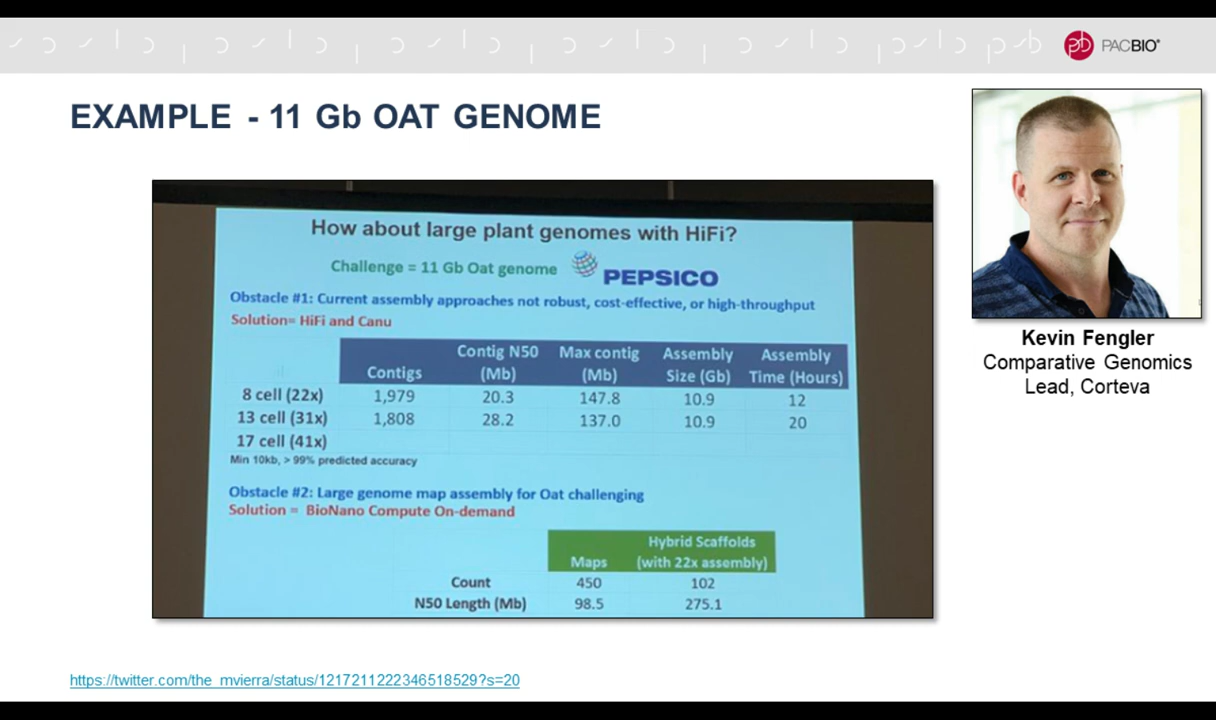 PACBIO®
EXAMPLE - 11 Gb OAT GENOME
How about large plant genomes with HiFi?
Challenge = 11 Gb Oat genome
PEPSICO
Obstacle #1: Current assembly approaches not robust, cost-effective, or high-throughput
Solution= HiFi and Canu
Contigs Contig N50 (Mb) Max contig (Mb) Assembly Size (Gb) Assembly Time (Hours)
8 cell (22x) 1,979 20.3 147.8 10.9 12
13 cell (31x) 1,808 28.2 137.0 10.9 20
17 cell (41x)
Min 10kb, > 99% predicted accuracy
Obstacle #2: Large genome map assembly for Oat challenging
Solution = BioNano Compute On-demand
Maps Hybrid Scaffolds (with 22x assembly)
Count 450 102
N50 Length (Mb) 98.5 275.1
Kevin Fengler
Comparative Genomics
Lead, Corteva
https://twitter.com/the_mvierra/status/1217211222346518529?s=20